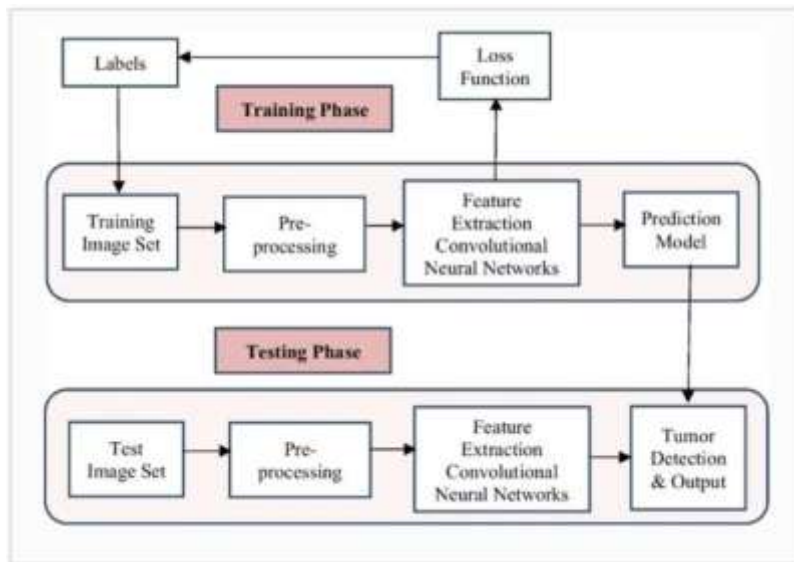 Labels
Loss
Function
Training Phase
Training
Image Set
Pre-
processing
Feature
Extraction
Convolutional
Neural Networks
Prediction
Model
Testing Phase
Test
Image Set
Pre-
processing
Feature
Extraction
Convolutional
Neural Networks
Tumor
Detection
& Output